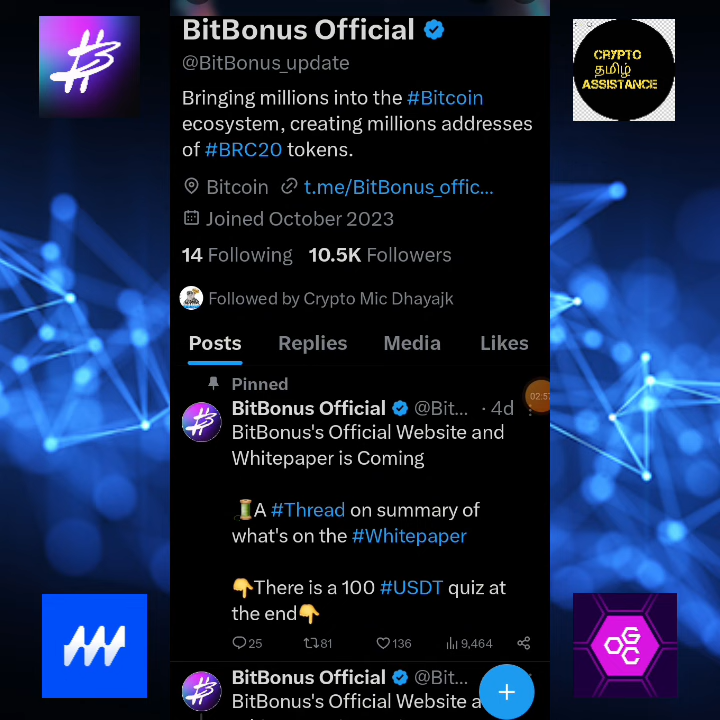 BitBonus Official
@BitBonus_update
Bringing millions into the #Bitcoin
ecosystem, creating millions addresses
of #BRC20 tokens.
Bitcoin t.me/BitBonus_offic...
Joined October 2023
14 Following 10.5K Followers
Followed by Crypto Mic Dhayajk
Posts Replies Media Likes
Pinned
BitBonus Official @Bit... · 4d
BitBonus's Official Website and
Whitepaper is Coming
🧵A #Thread on summary of
what's on the #Whitepaper
👇There is a 100 #USDT quiz at
the end👇
25 81 136 9,464
BitBonus Official @Bit...
BitBonus's Official Website a
CRYPTO
தமிழ்
ASSISTANCE
OGC